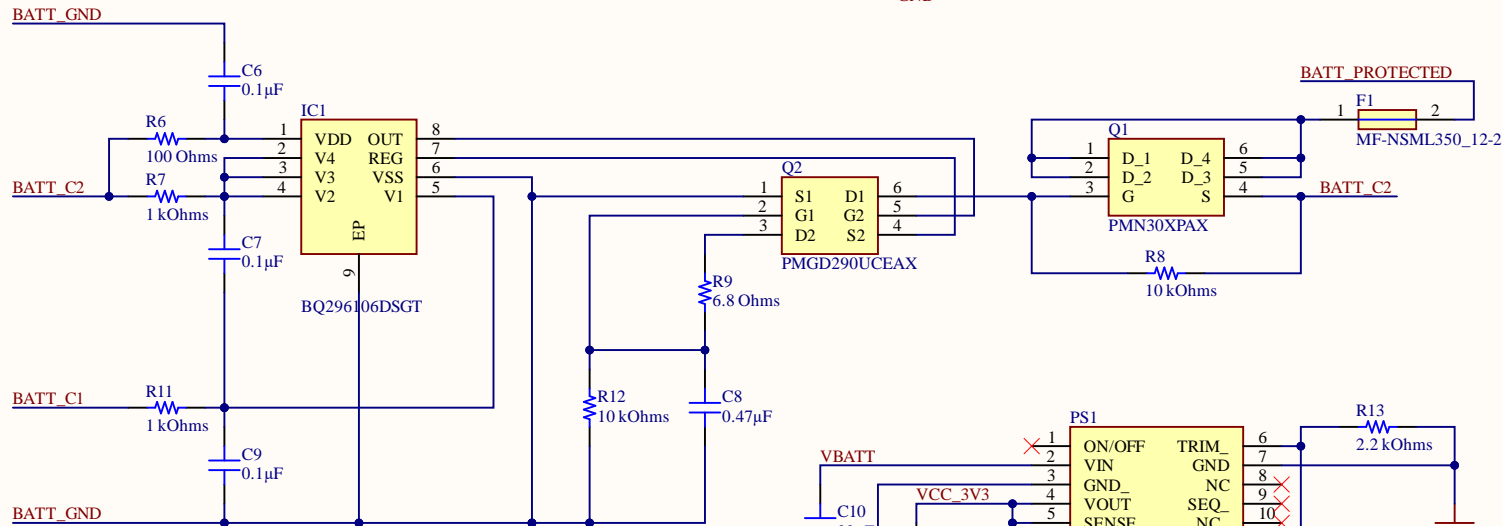 GND
BATT_GND
C6
0.1µF
BATT_PROTECTED
F1
1
2
MF-NSML350_12-2
IC1
R6
100 Ohms
1 VDD OUT 8
2 V4 REG 7
3 V3 VSS 6
4 V2 V1 5
EP
9
BQ296106DSGT
BATT_C2
R7
1 kOhms
C7
0.1µF
Q2
1 S1 D1 6
2 G1 G2 5
3 D2 S2 4
PMGD290UCEAX
Q1
1 D_1 D_4 6
2 D_2 D_3 5
3 G S 4
PMN30XPAX
BATT_C2
R8
10 kOhms
R9
6.8 Ohms
BATT_C1
R11
1 kOhms
R12
10 kOhms
C8
0.47µF
C9
0.1µF
BATT_GND
PS1
R13
2.2 kOhms
VBATT
VCC_3V3
C10
1 ON/OFF TRIM_ 6
2 VIN GND 7
3 GND_ NC 8
4 VOUT SEQ_ 9
5 SENSE NC_ 10